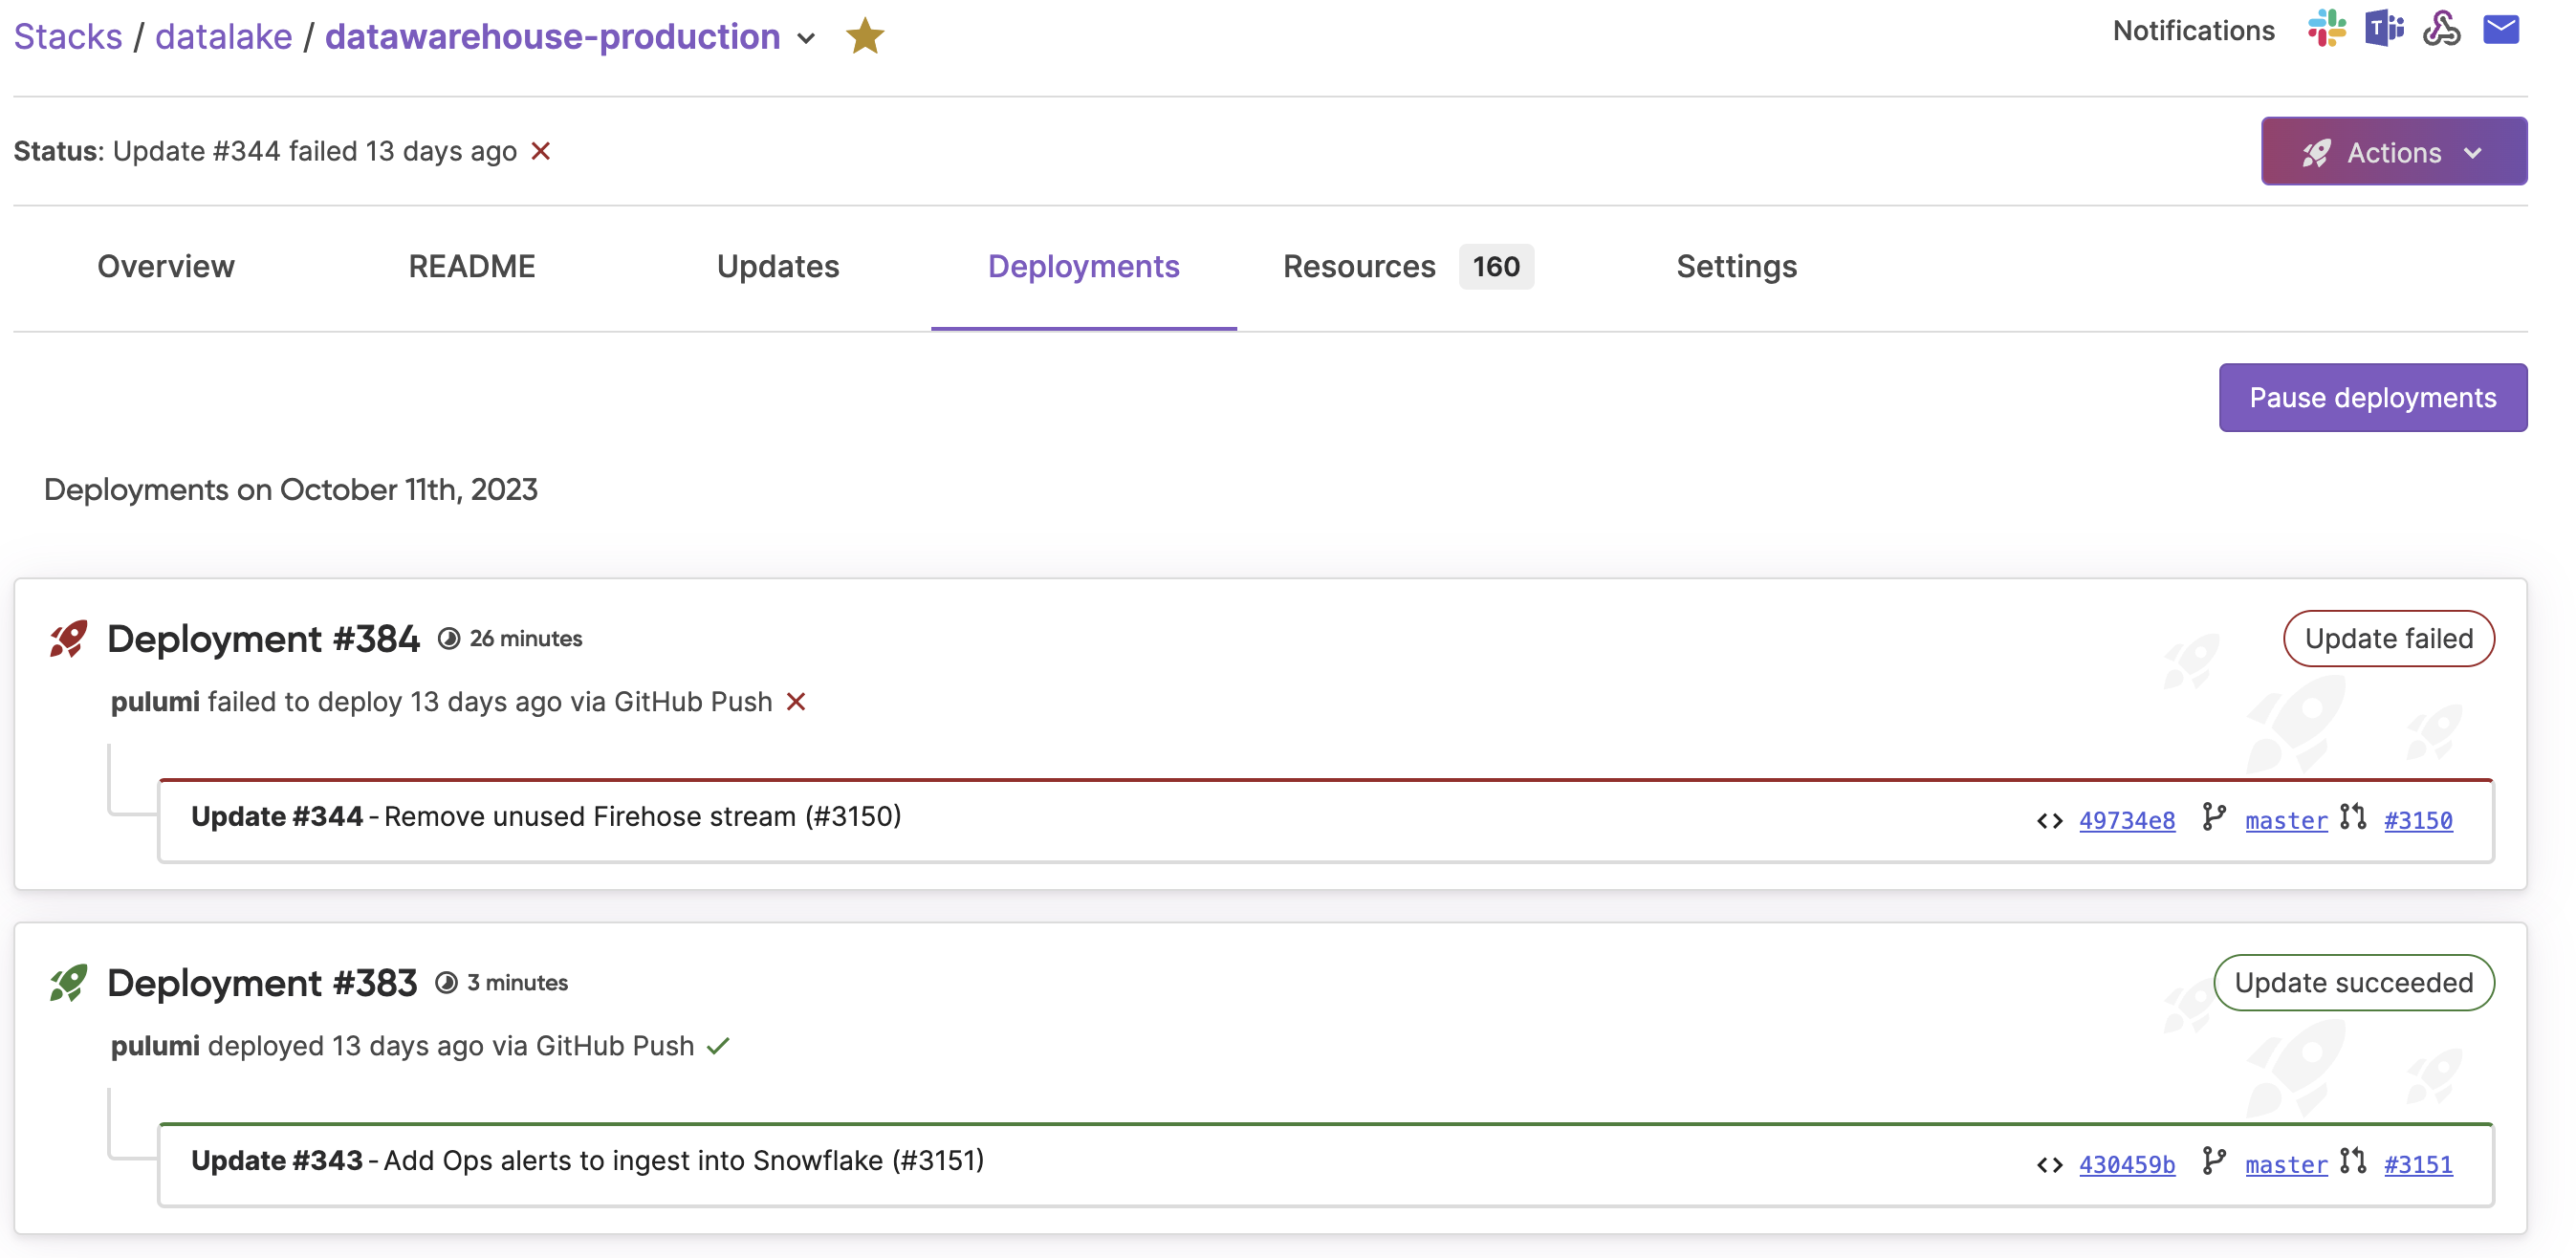 Stacks / datalake / datawarehouse-production
Notifications
Status: Update #344 failed 13 days ago
Actions
Overview README Updates Deployments Resources 160 Settings
Pause deployments
Deployments on October 11th, 2023
Deployment #384 26 minutes
Update failed
pulumi failed to deploy 13 days ago via GitHub Push
Update #344 - Remove unused Firehose stream (#3150)
49734e8 master #3150
Deployment #383 3 minutes
Update succeeded
pulumi deployed 13 days ago via GitHub Push
Update #343 - Add Ops alerts to ingest into Snowflake (#3151)
430459b master #3151